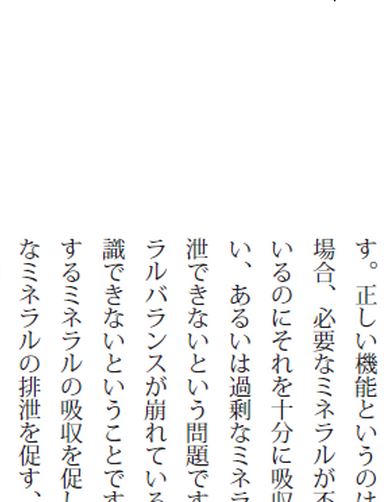 す。正しい機能というのは
場合、必要なミネラルが不
いるのにそれを十分に吸収
い、あるいは過剰なミネラ
泄できないという問題です
ラルバランスが崩れている
識できないということです
するミネラルの吸収を促し
なミネラルの排泄を促す、